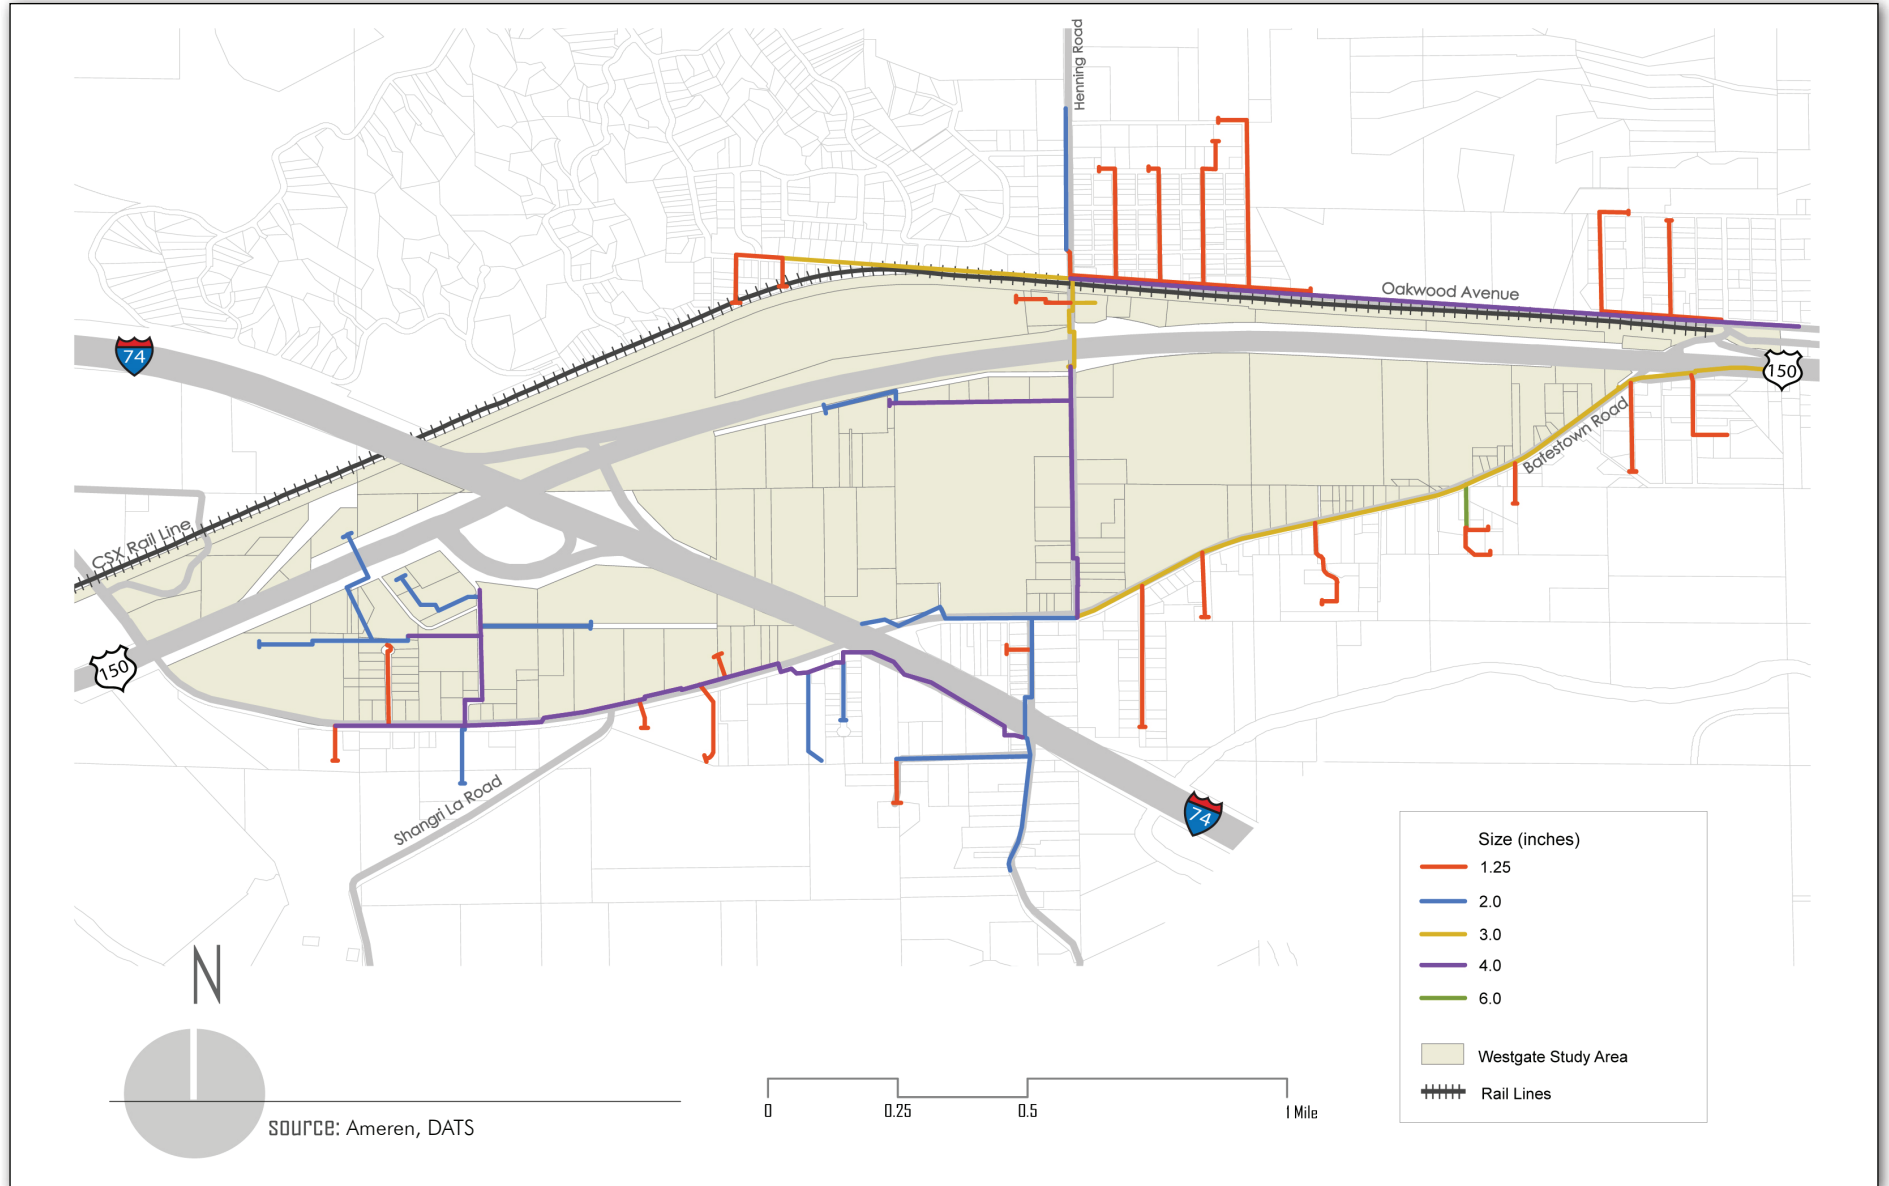 Henning Road
Oakwood Avenue
74
150
Batestown Road
CSX Rail Line
150
Shangri La Road
74
Size (inches)
1.25
2.0
3.0
4.0
6.0
Westgate Study Area
Rail Lines
N
0 0.25 0.5 1 Mile
source: Ameren, DATS